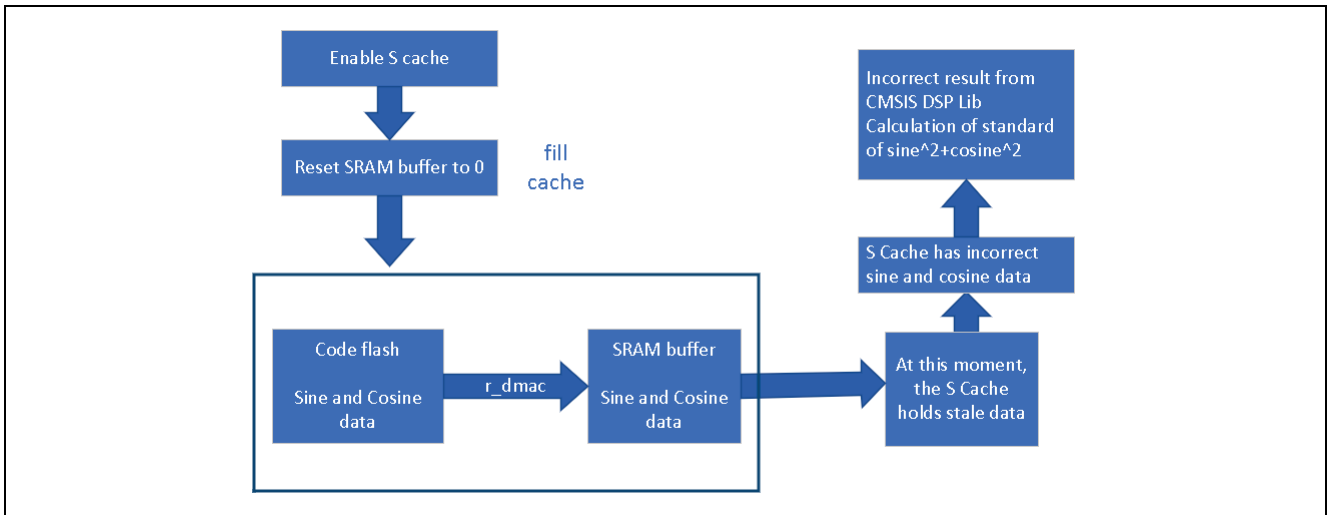 Enable S cache
Reset SRAM buffer to 0
fill
cache
Code flash
Sine and Cosine
data
r_dmac
SRAM buffer
Sine and Cosine
data
At this moment,
the S Cache
holds stale data
S Cache has incorrect
sine and cosine data
Incorrect result from
CMSIS DSP Lib
Calculation of standard
of sine^2+cosine^2